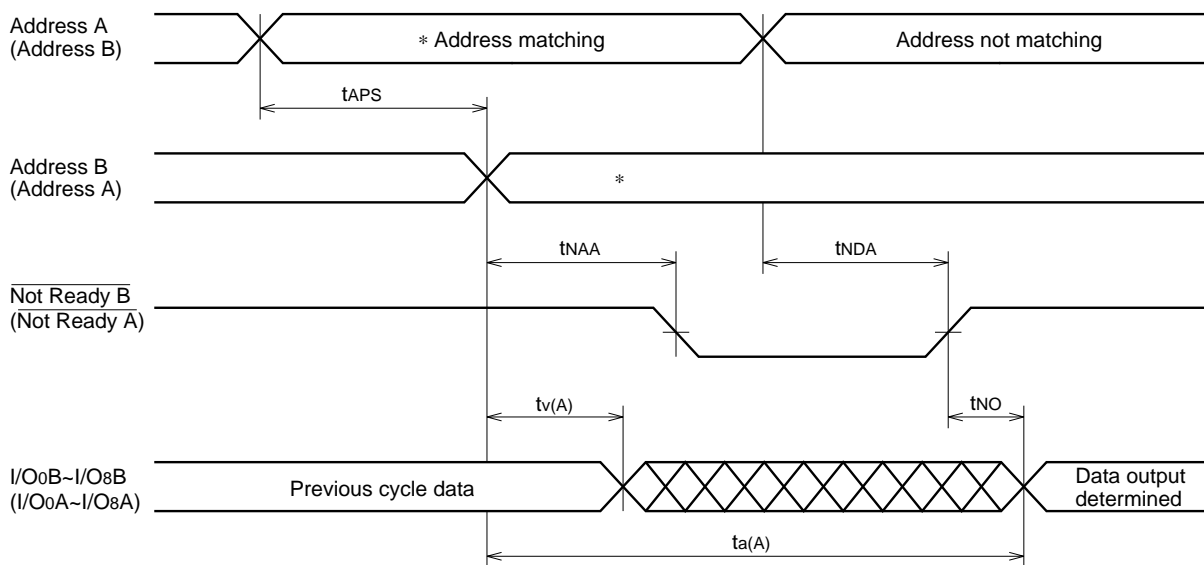 Address A
(Address B)
* Address matching
Address not matching
tAPS
Address B
(Address A)
*
tNAA
tNDA
Not Ready B
(Not Ready A)
tv(A)
tNO
I/O0B~I/O8B
(I/O0A~I/O8A)
Previous cycle data
Data output
determined
ta(A)